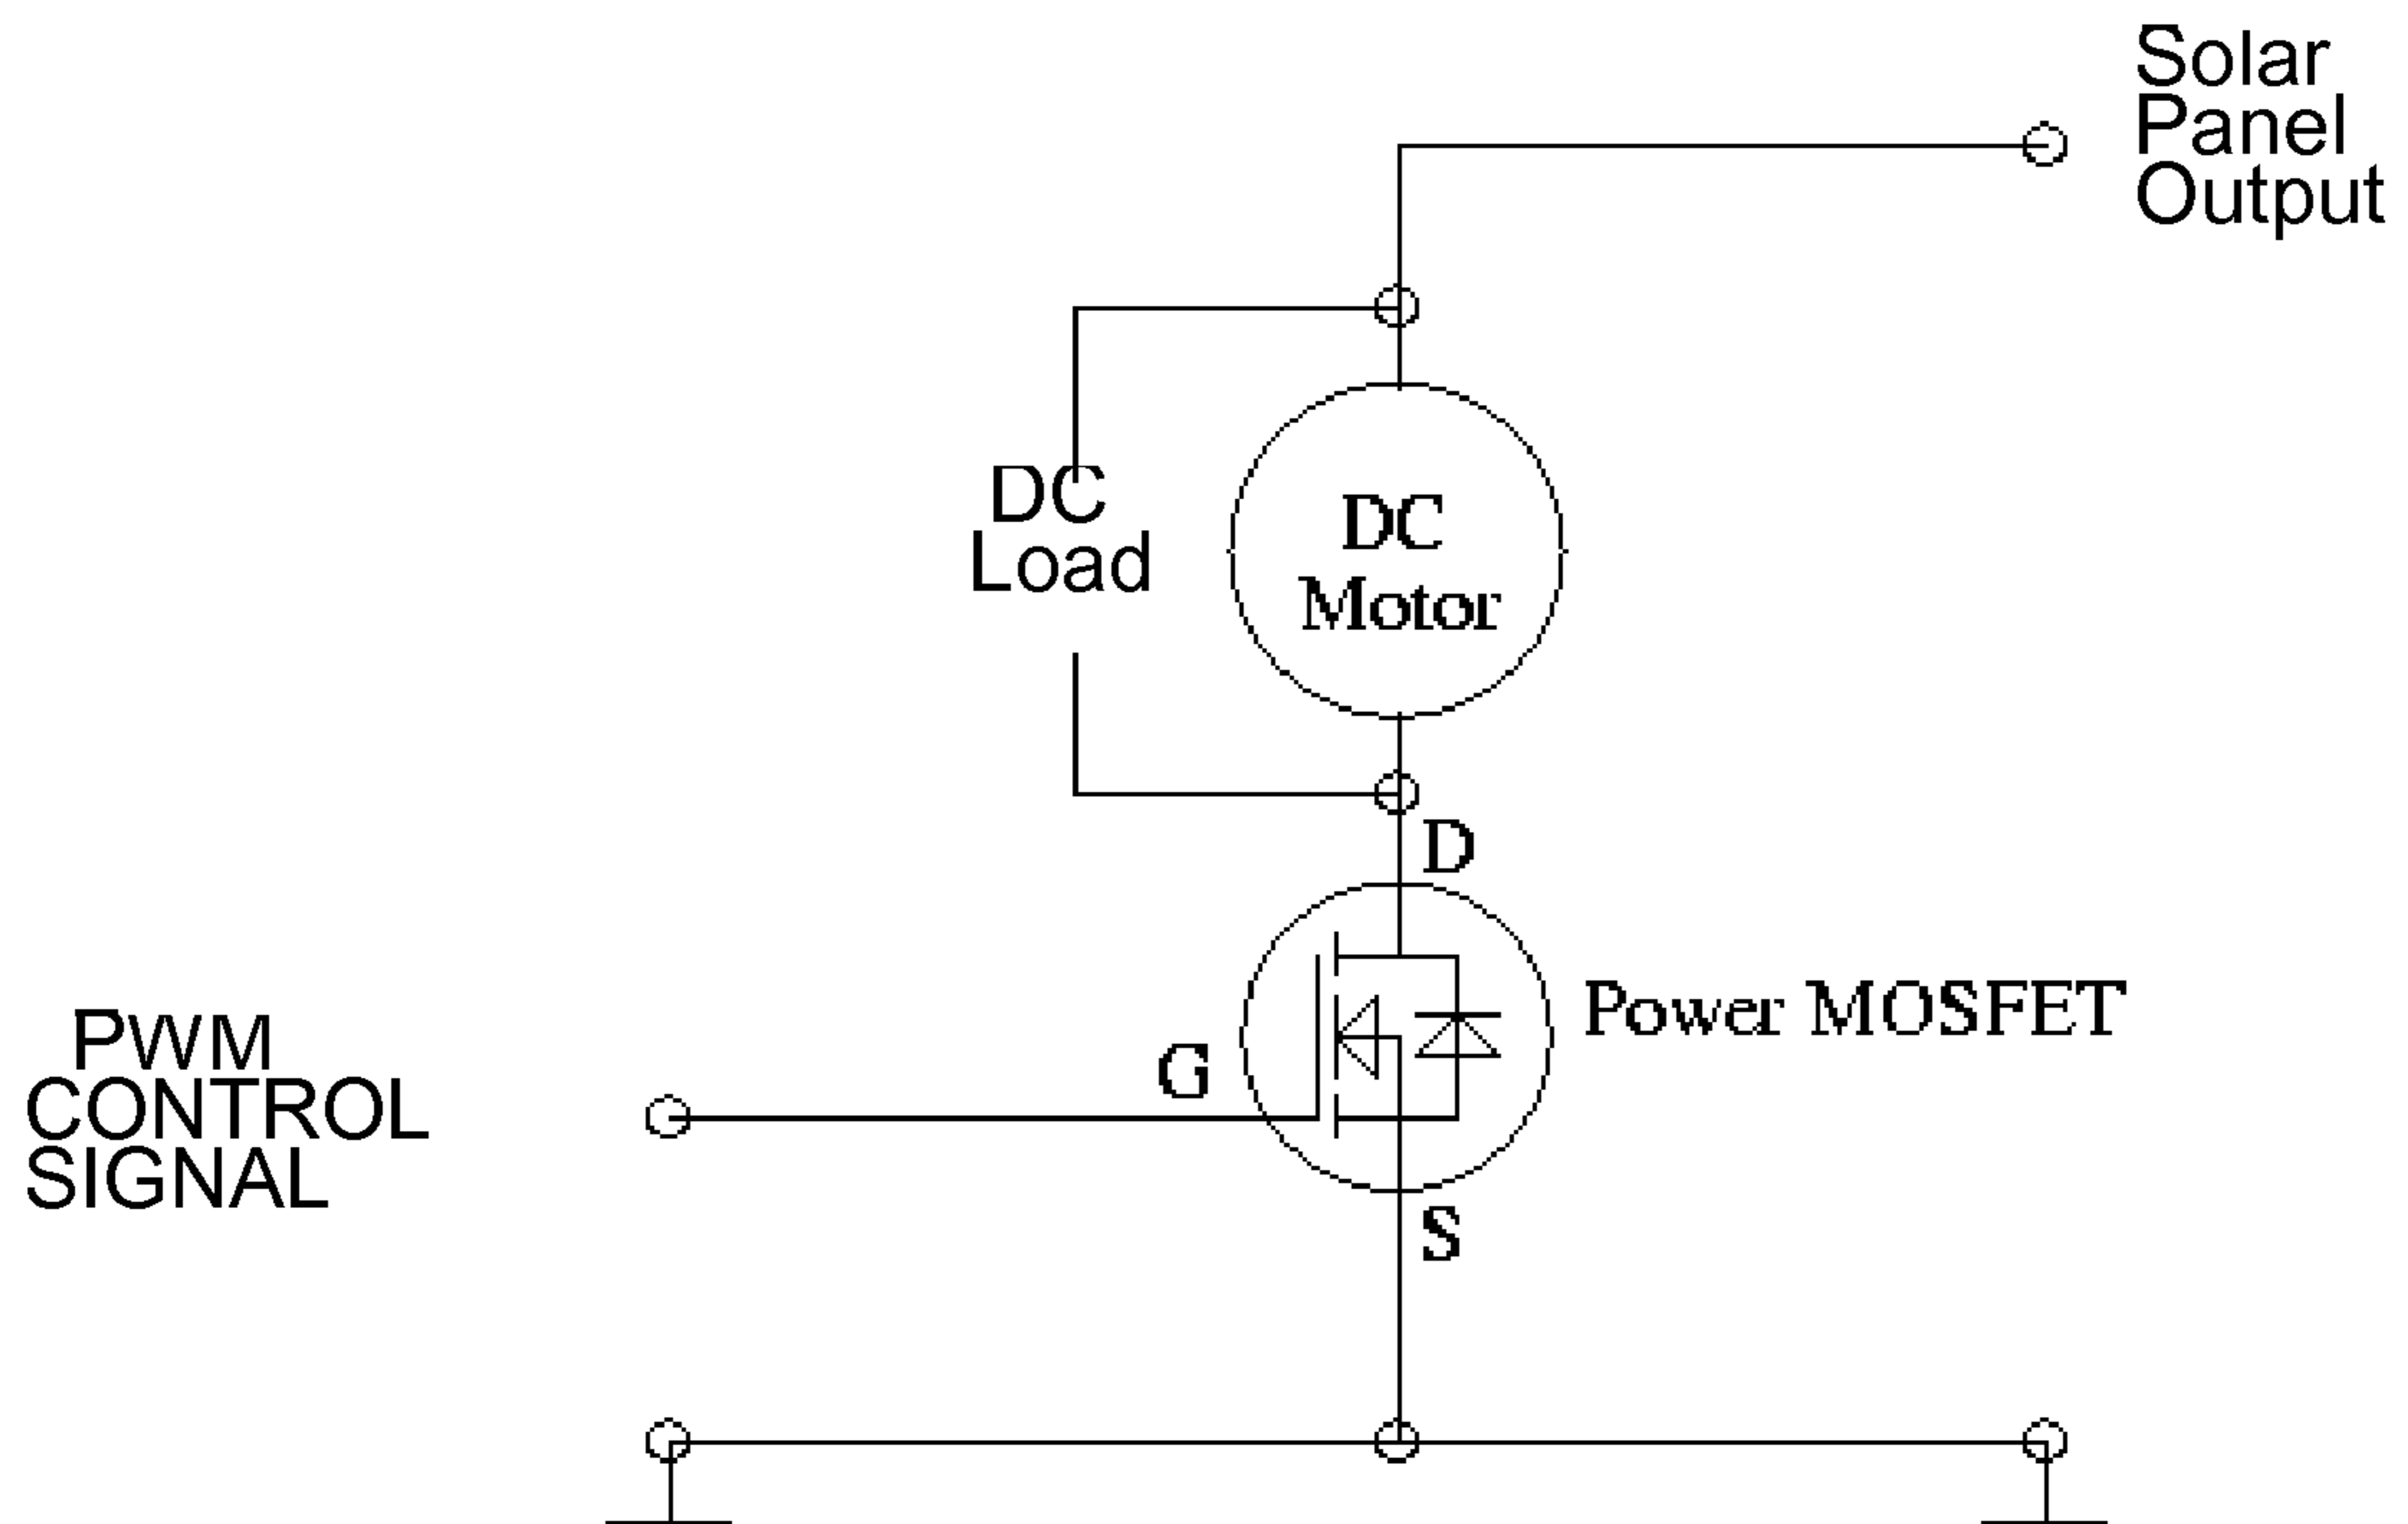 Solar
Panel
Output
DC
Load
DC
Motor
D
Power MOSFET
G
PWM
CONTROL
SIGNAL
S